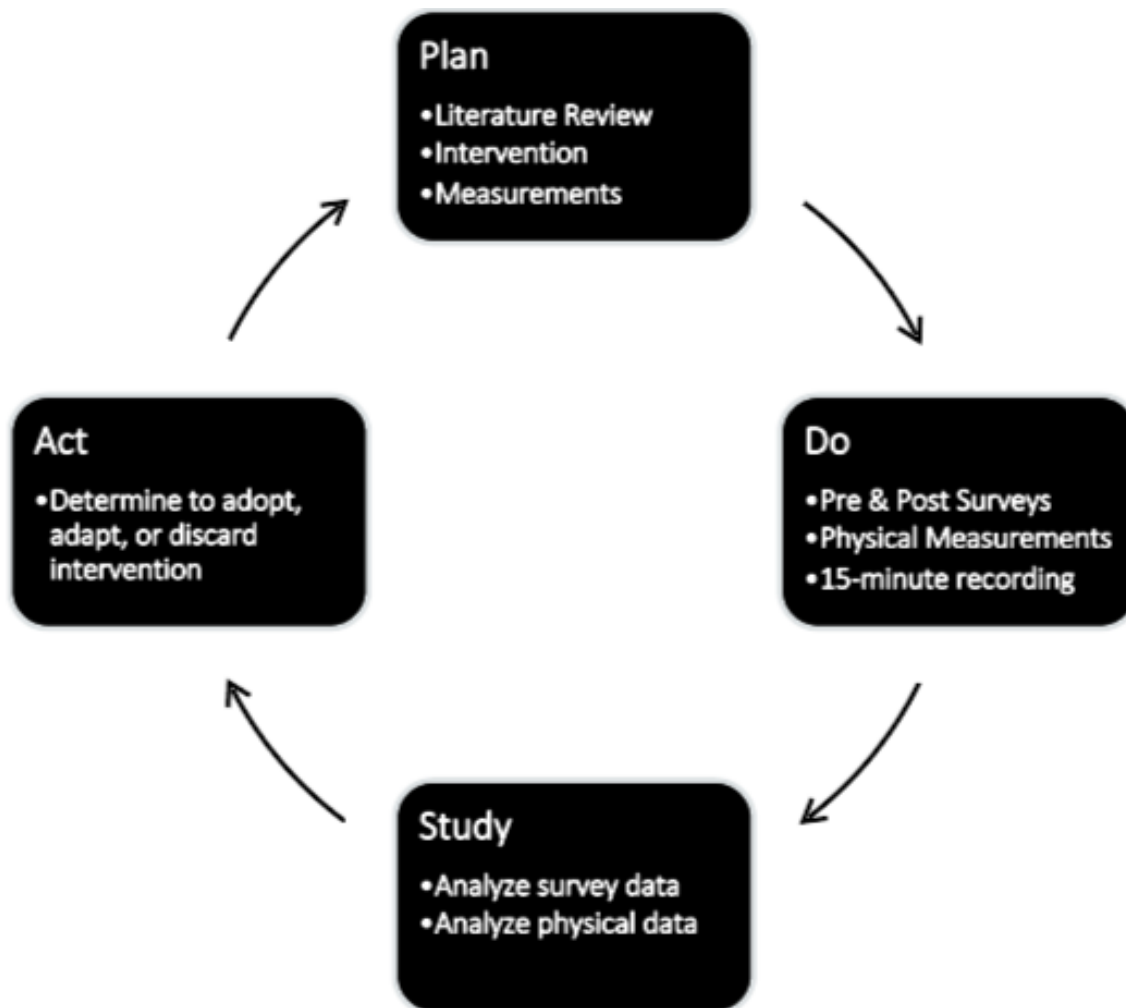 Plan
•Literature Review
•Intervention
•Measurements
Do
•Pre & Post Surveys
•Physical Measurements
•15-minute recording
Study
•Analyze survey data
•Analyze physical data
Act
•Determine to adopt,
adapt, or discard
intervention